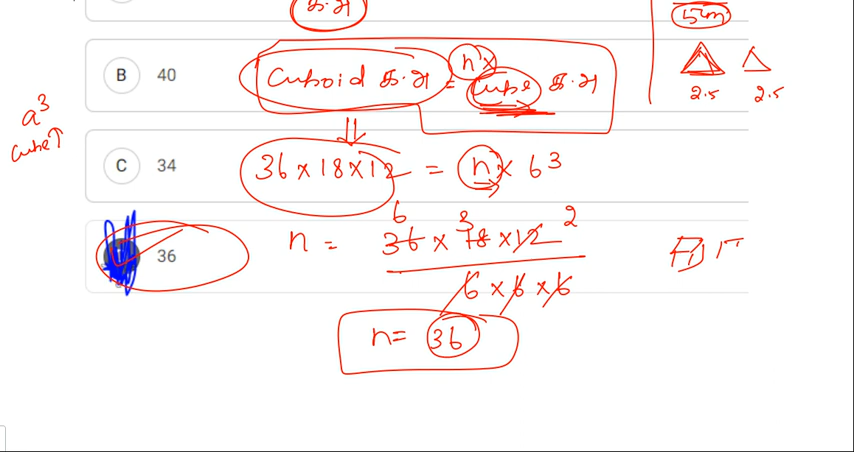 க.அ
5cm
B 40
Cuboid க.அ = n x cube க.அ
2.5 2.5
a³
cube↑
C 34
36 x 18 x 12 = n x 6³
36
n = 36 x 18 x 12
6 3 2
6 x 6 x 6
n = 36